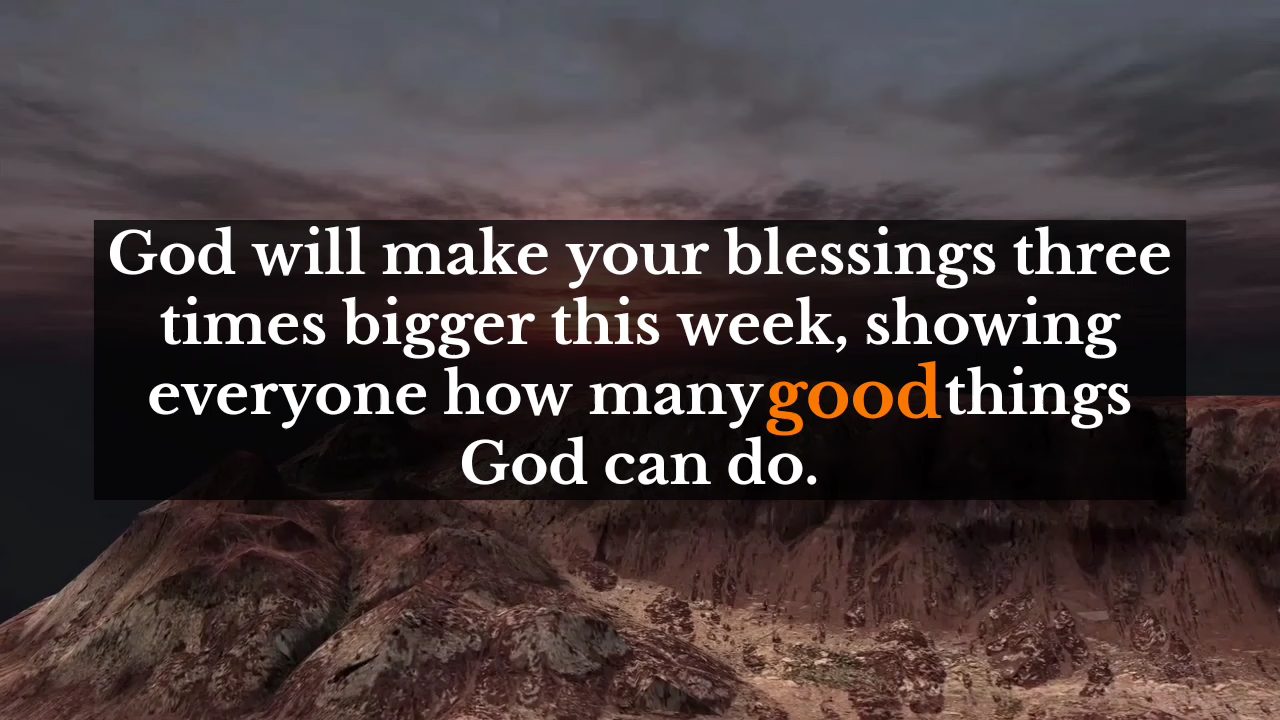 God will make your blessings three
times bigger this week, showing
everyone how many good things
God can do.